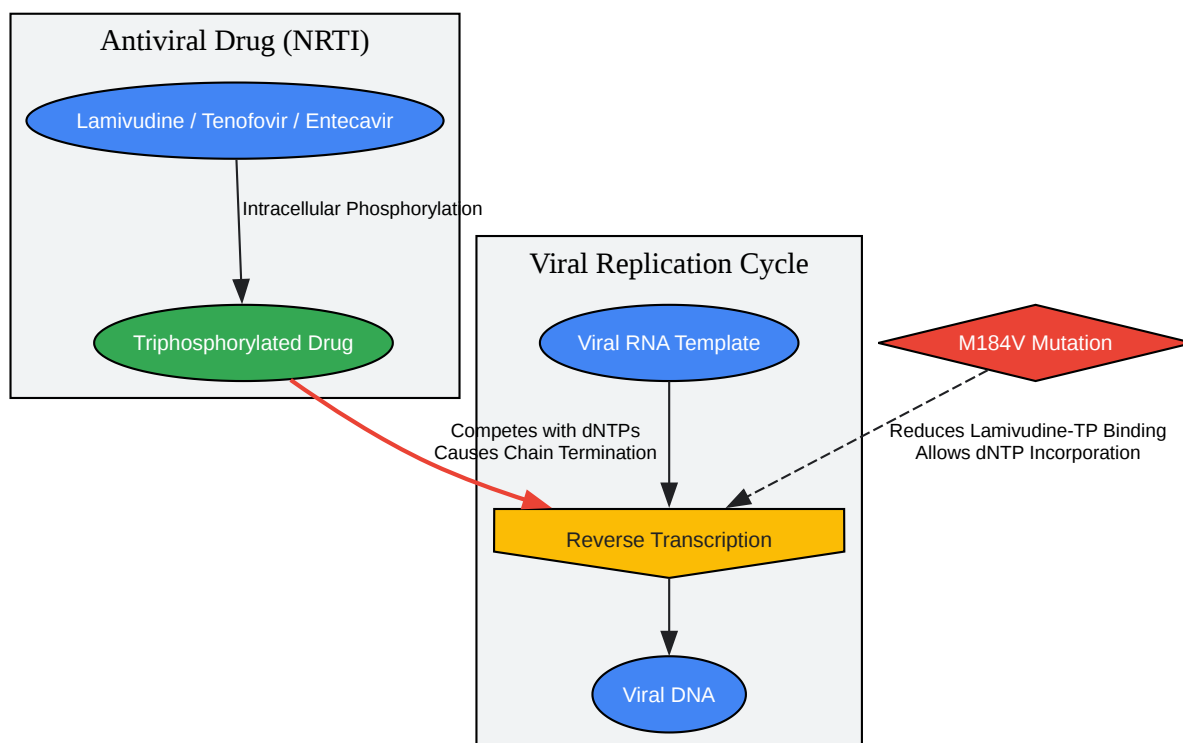 Antiviral Drug (NRTI)
Lamivudine / Tenofovir / Entecavir
Intracellular Phosphorylation
Triphosphorylated Drug
Viral Replication Cycle
Viral RNA Template
M184V Mutation
Competes with dNTPs
Causes Chain Termination
Reduces Lamivudine-TP Binding
Allows dNTP Incorporation
Reverse Transcription
Viral DNA